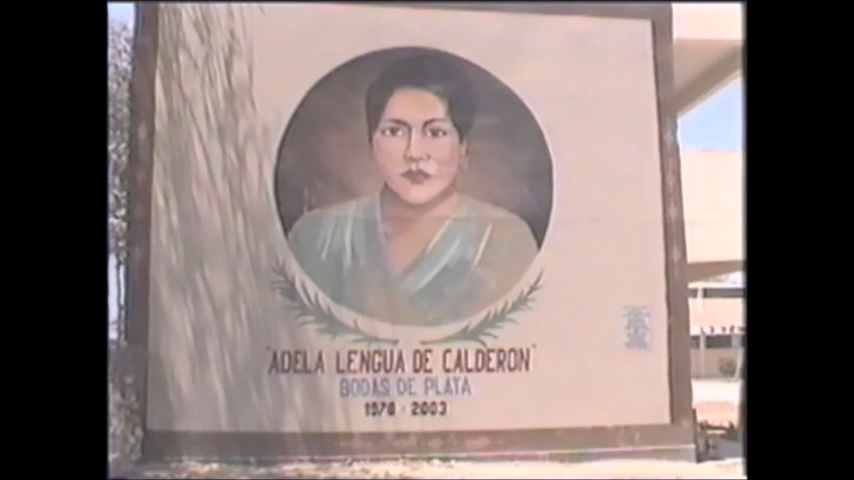 "ADELA LENGUA DE CALDERON"
BODAS DE PLATA
1978 - 2003